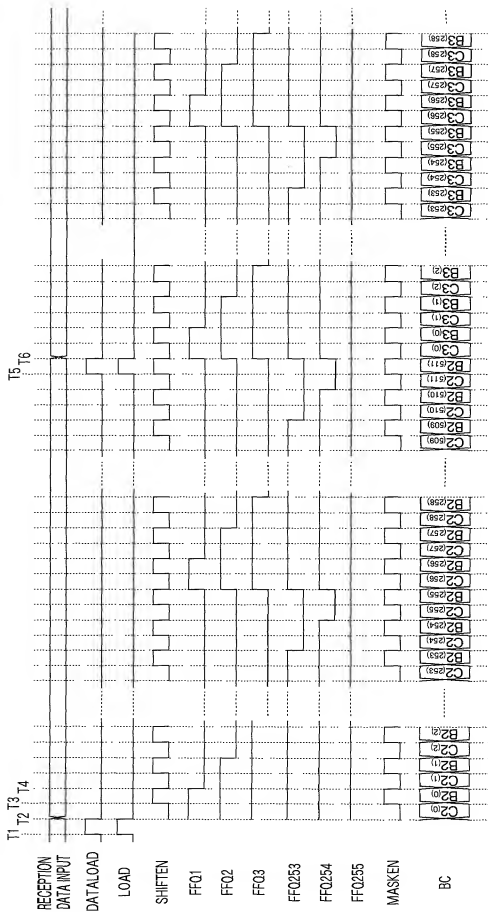 T1 T2 T3 T4 T5 T6
RECEPTION
DATA INPUT
DATALOAD
LOAD
SHIFTEN
FFQ1
FFQ2
FFQ3
FFQ253
FFQ254
FFQ255
MASKEN
BC C2(0) B2(0) C2(1) B2(1) C2(2) B2(2) C2(253) B2(253) C2(254) B2(254) C2(255) B2(255) C2(256) B2(256) C2(257) B2(257) C2(258) B2(258) C2(509) B2(509) C2(510) B2(510) C2(511) B2(511) C3(0) B3(0) C3(1) B3(1) C3(2) B3(2) C3(253) B3(253) C3(254) B3(254) C3(255) B3(255) C3(256) B3(256) C3(257) B3(257) C3(258) B3(258)